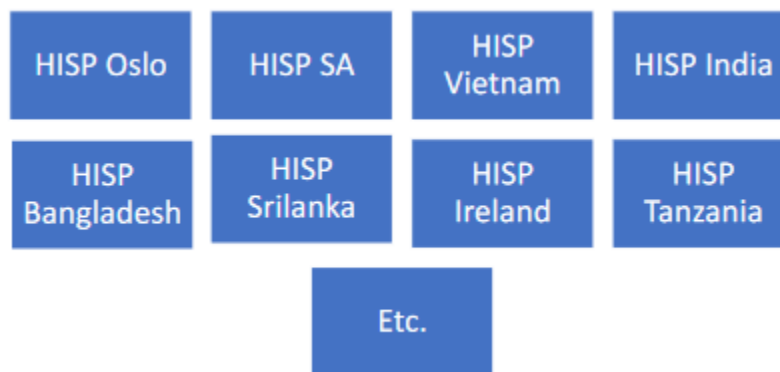 HISP Oslo
HISP SA
HISP
Vietnam
HISP India
HISP
Bangladesh
HISP
Srilanka
HISP
Ireland
HISP
Tanzania
Etc.